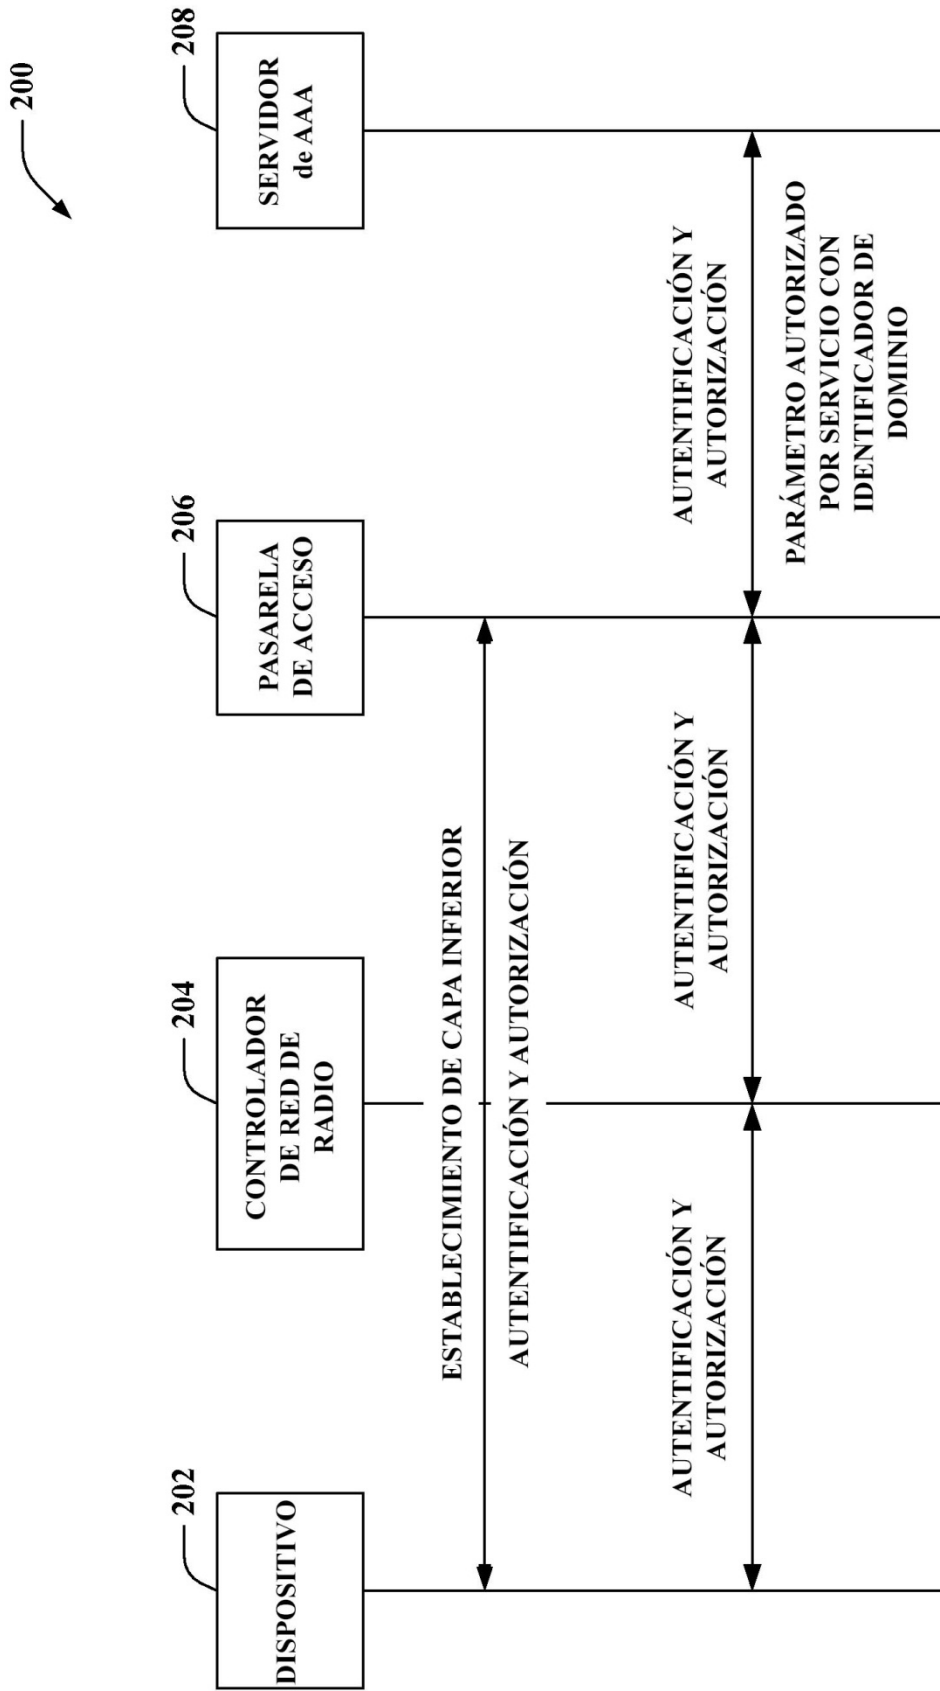 200
202
204
206
208
DISPOSITIVO
CONTROLADOR
DE RED DE
RADIO
PASARELA
DE ACCESO
SERVIDOR
de AAA
ESTABLECIMIENTO DE CAPA INFERIOR
AUTENTIFICACIÓN Y AUTORIZACIÓN
AUTENTIFICACIÓN Y
AUTORIZACIÓN
AUTENTIFICACIÓN Y
AUTORIZACIÓN
AUTENTIFICACIÓN Y
AUTORIZACIÓN
PARÁMETRO AUTORIZADO
POR SERVICIO CON
IDENTIFICADOR DE
DOMINIO